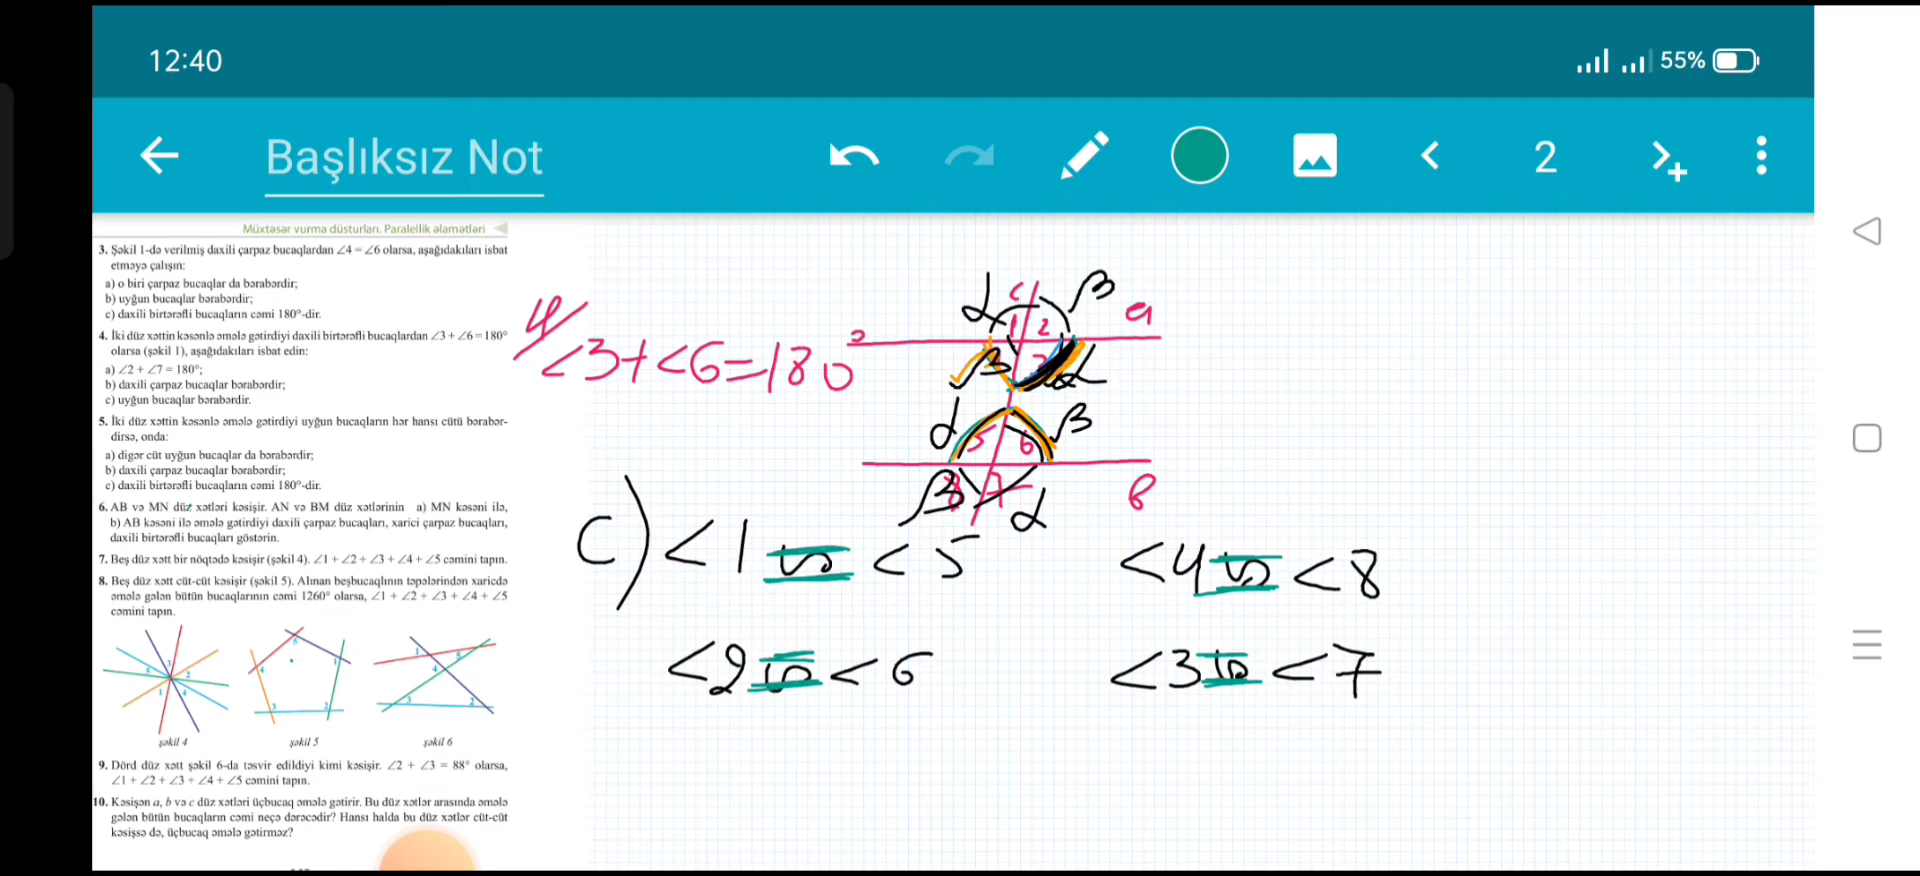 12:40
55%
Başlıksız Not
2
Müxtəsər vurma düsturları. Paralellik əlamətləri
3. Şəkil 1-də verilmiş daxili çarpaz bucaqlardan ∠4 = ∠6 olarsa, aşağıdakıları isbat
etməyə çalışın:
a) o biri çarpaz bucaqlar da bərabərdir;
b) uyğun bucaqlar bərabərdir;
c) daxili birtərəfli bucaqların cəmi 180°-dir.
4. İki düz xəttin kəsənlə əmələ gətirdiyi daxili birtərəfli bucaqlardan ∠3 + ∠6 = 180°
olarsa (şəkil 1), aşağıdakıları isbat edin:
a) ∠2 + ∠7 = 180°;
b) daxili çarpaz bucaqlar bərabərdir;
c) uyğun bucaqlar bərabərdir.
5. İki düz xəttin kəsənlə əmələ gətirdiyi uyğun bucaqların hər hansı cütü bərabər-
dirsə, onda:
a) digər cüt uyğun bucaqlar da bərabərdir;
b) daxili çarpaz bucaqlar bərabərdir;
c) daxili birtərəfli bucaqların cəmi 180°-dir.
6. AB və MN düz xətləri kəsişir. AN və BM düz xətlərinin a) MN kəsəni ilə,
b) AB kəsəni ilə əmələ gətirdiyi daxili çarpaz bucaqları, xarici çarpaz bucaqları,
daxili birtərəfli bucaqları göstərin.
7. Beş düz xətt bir nöqtədə kəsişir (şəkil 4). ∠1 + ∠2 + ∠3 + ∠4 + ∠5 cəmini tapın.
8. Beş düz xətt cüt-cüt kəsişir (şəkil 5). Alınan beşbucaqlının təpələrindən xaricdə
əmələ gələn bütün bucaqlarının cəmi 1260° olarsa, ∠1 + ∠2 + ∠3 + ∠4 + ∠5
cəmini tapın.
şəkil 4 şəkil 5 şəkil 6
9. Dörd düz xətt şəkil 6-da təsvir edildiyi kimi kəsişir. ∠2 + ∠3 = 88° olarsa,
∠1 + ∠2 + ∠3 + ∠4 + ∠5 cəmini tapın.
10. Kəsişən a, b və c düz xətləri üçbucaq əmələ gətirir. Bu düz xətlər arasında əmələ
gələn bütün bucaqların cəmi neçə dərəcədir? Hansı halda bu düz xətlər cüt-cüt
kəsişsə də, üçbucaq əmələ gətirməz?
4/
<3+<6=180°
α c β a
1 2
β α
α β
5 6
β 8 7 α b
c) <1 <5 <4 <8
<2 <6 <3 <7